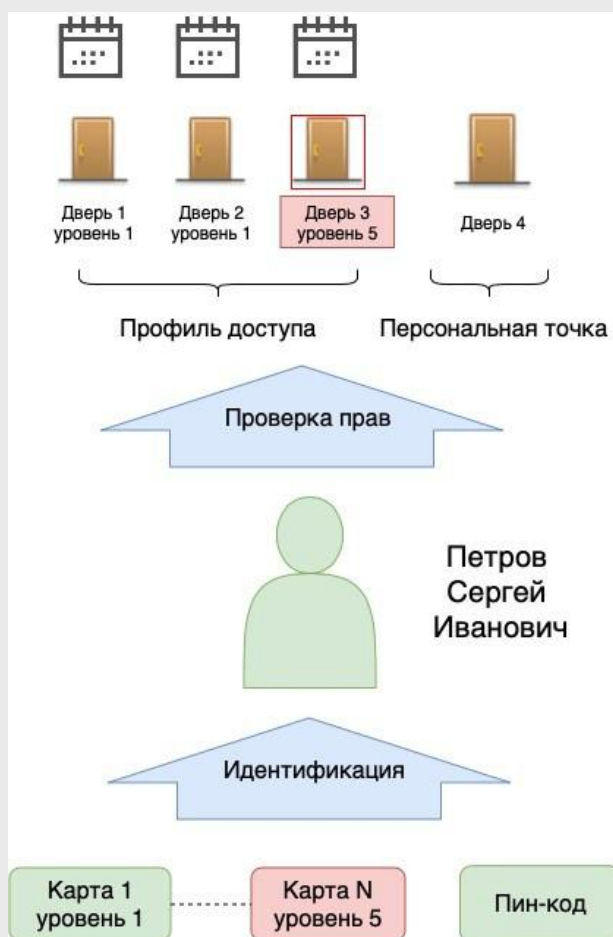 Дверь 1
уровень 1
Дверь 2
уровень 1
Дверь 3
уровень 5
Дверь 4
Профиль доступа
Персональная точка
Проверка прав
Петров
Сергей
Иванович
Идентификация
Карта 1
уровень 1
Карта N
уровень 5
Пин-код